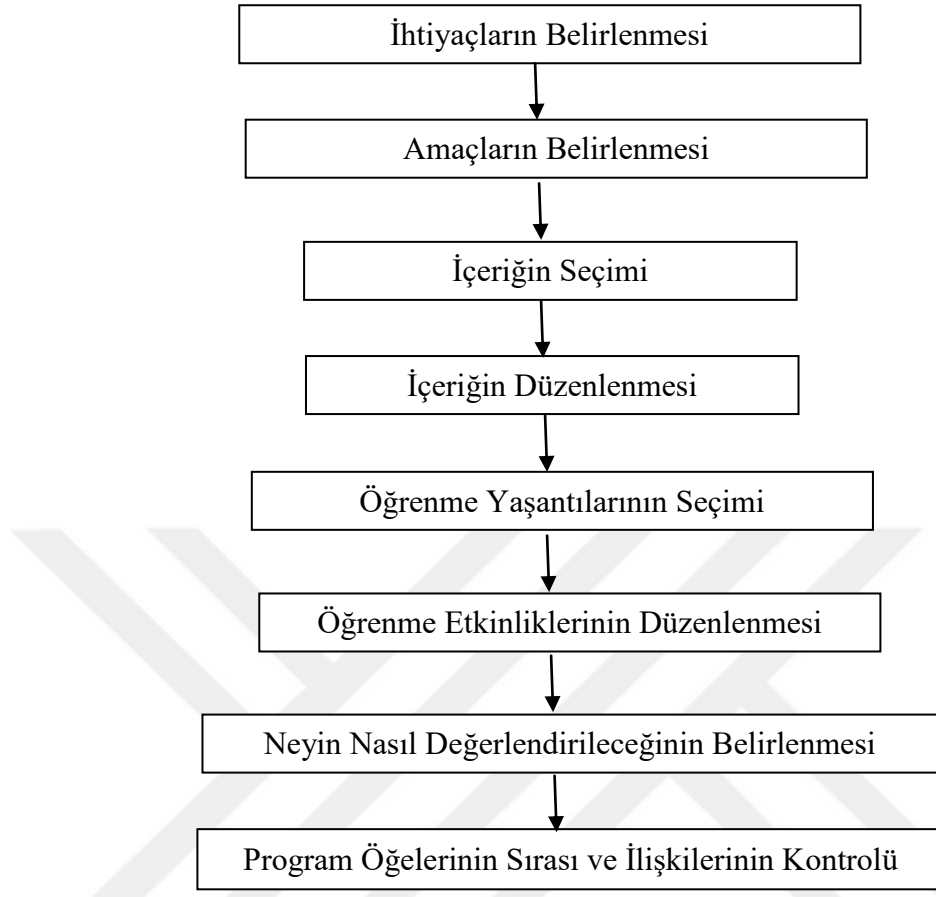 İhtiyaçların Belirlenmesi
Amaçların Belirlenmesi
İçeriğin Seçimi
İçeriğin Düzenlenmesi
Öğrenme Yaşantılarının Seçimi
Öğrenme Etkinliklerinin Düzenlenmesi
Neyin Nasıl Değerlendirileceğinin Belirlenmesi
Program Öğelerinin Sırası ve İlişkilerinin Kontrolü